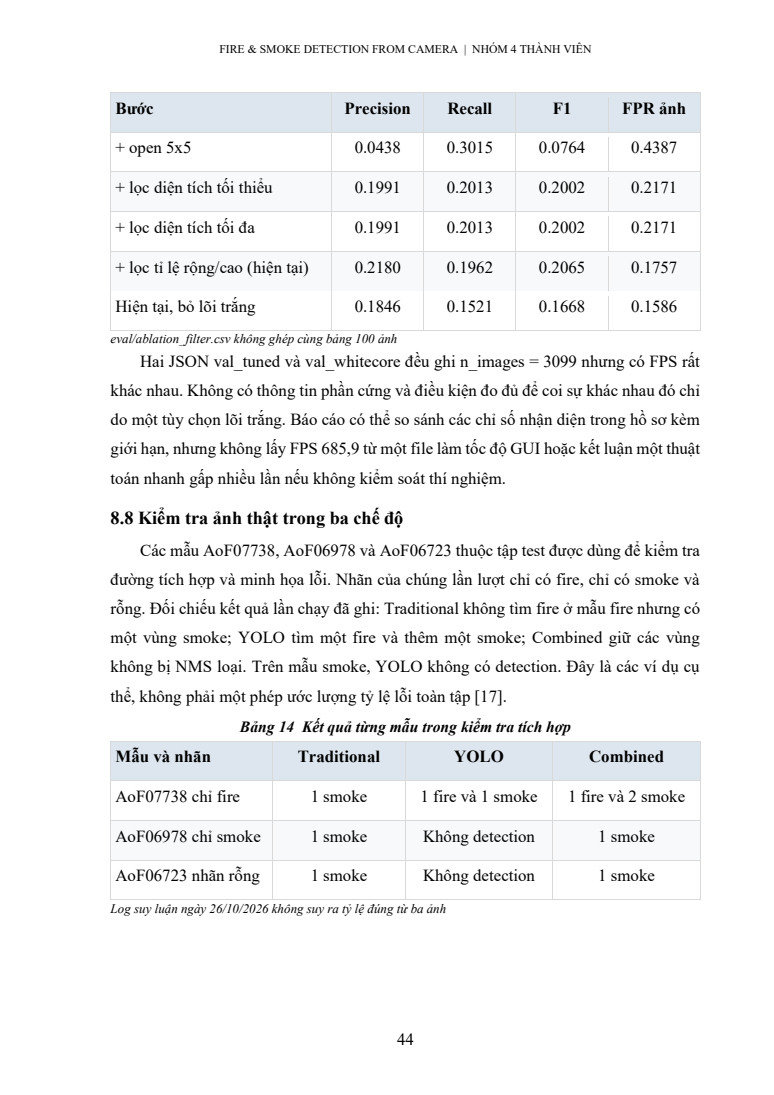 FIRE & SMOKE DETECTION FROM CAMERA | NHÓM 4 THÀNH VIÊN
Bước Precision Recall F1 FPR ảnh
+ open 5x5 0.0438 0.3015 0.0764 0.4387
+ lọc diện tích tối thiểu 0.1991 0.2013 0.2002 0.2171
+ lọc diện tích tối đa 0.1991 0.2013 0.2002 0.2171
+ lọc tỉ lệ rộng/cao (hiện tại) 0.2180 0.1962 0.2065 0.1757
Hiện tại, bỏ lõi trắng 0.1846 0.1521 0.1668 0.1586
eval/ablation_filter.csv không ghép cùng bảng 100 ảnh
Hai JSON val_tuned và val_whitecore đều ghi n_images = 3099 nhưng có FPS rất
khác nhau. Không có thông tin phần cứng và điều kiện đo đủ để coi sự khác nhau đó chỉ
do một tùy chọn lõi trắng. Báo cáo có thể so sánh các chỉ số nhận diện trong hồ sơ kèm
giới hạn, nhưng không lấy FPS 685,9 từ một file làm tốc độ GUI hoặc kết luận một thuật
toán nhanh gấp nhiều lần nếu không kiểm soát thí nghiệm.
8.8 Kiểm tra ảnh thật trong ba chế độ
Các mẫu AoF07738, AoF06978 và AoF06723 thuộc tập test được dùng để kiểm tra
đường tích hợp và minh họa lỗi. Nhãn của chúng lần lượt chỉ có fire, chỉ có smoke và
rỗng. Đối chiếu kết quả lần chạy đã ghi: Traditional không tìm fire ở mẫu fire nhưng có
một vùng smoke; YOLO tìm một fire và thêm một smoke; Combined giữ các vùng
không bị NMS loại. Trên mẫu smoke, YOLO không có detection. Đây là các ví dụ cụ
thể, không phải một phép ước lượng tỷ lệ lỗi toàn tập [17].
Bảng 14 Kết quả từng mẫu trong kiểm tra tích hợp
Mẫu và nhãn Traditional YOLO Combined
AoF07738 chỉ fire 1 smoke 1 fire và 1 smoke 1 fire và 2 smoke
AoF06978 chỉ smoke 1 smoke Không detection 1 smoke
AoF06723 nhãn rỗng 1 smoke Không detection 1 smoke
Log suy luận ngày 26/10/2026 không suy ra tỷ lệ đúng từ ba ảnh
44